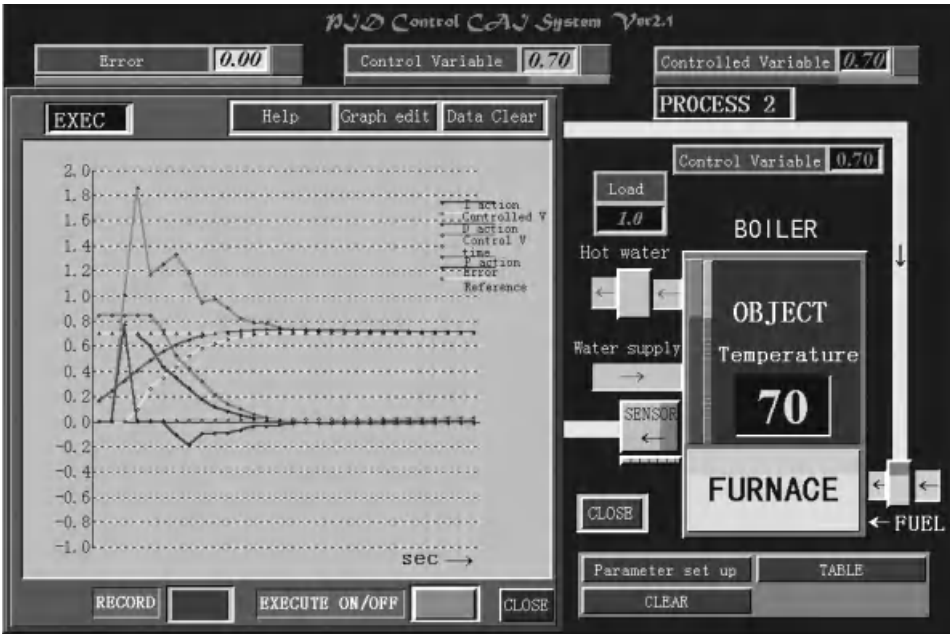 PID Control CAI System Ver2.1
Error 0.00
Control Variable 0.70
Controlled Variable 0.70
EXEC
Help
Graph edit
Data Clear
PROCESS 2
2.0
1.8
1.6
1.4
1.2
1.0
0.8
0.6
0.4
0.2
0.0
-0.2
-0.4
-0.6
-0.8
-1.0
I action
Controlled V
D action
Control V
time
P action
Error
Reference
sec →
Control Variable 0.70
Load
1.0
BOILER
Hot water
←
←
↓
OBJECT
Temperature
70
Water supply
→
SENSOR
←
FURNACE
←
←
← FUEL
CLOSE
Parameter set up
TABLE
CLEAR
RECORD
EXECUTE ON/OFF
CLOSE